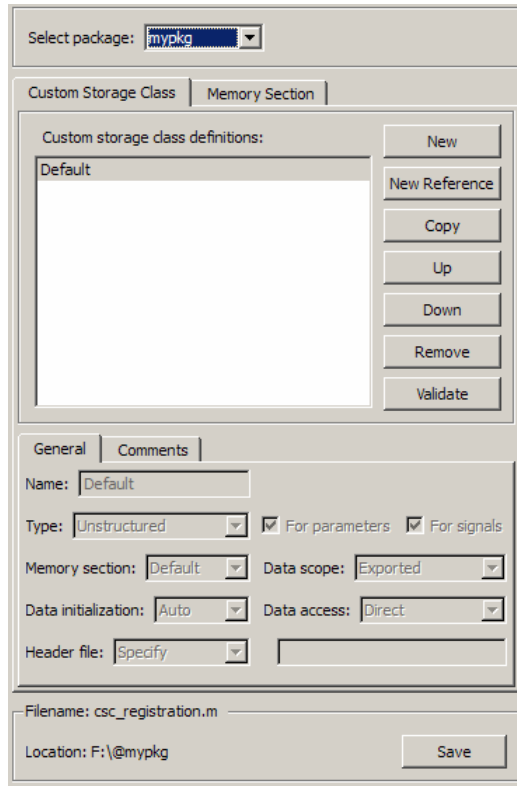 Select package: mypkg
Custom Storage Class Memory Section
Custom storage class definitions:
Default
New
New Reference
Copy
Up
Down
Remove
Validate
General Comments
Name: Default
Type: Unstructured For parameters For signals
Memory section: Default Data scope: Exported
Data initialization: Auto Data access: Direct
Header file: Specify
Filename: csc_registration.m
Location: F:\@mypkg Save